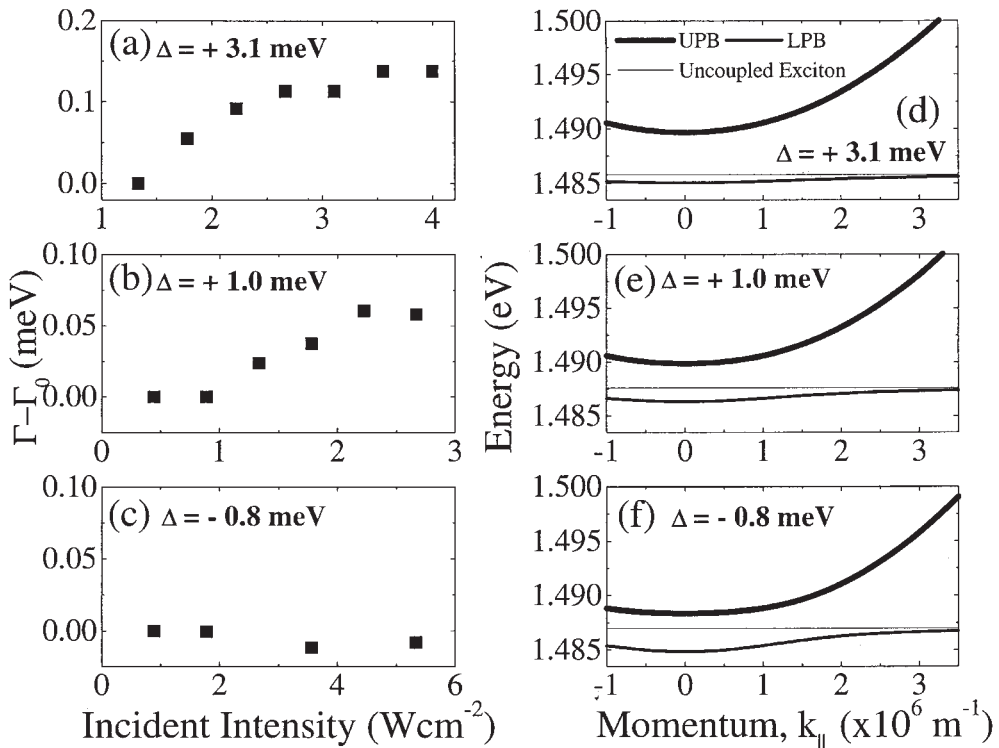 (a) Δ = + 3.1 meV
0.2
0.1
0.0
1 2 3 4
(b) Δ = + 1.0 meV
0.10
0.05
0.00
0 1 2 3
(c) Δ = - 0.8 meV
0.10
0.05
0.00
0 2 4 6
Γ−Γ0 (meV)
Incident Intensity (Wcm-2)
UPB LPB
Uncoupled Exciton
(d)
Δ = + 3.1 meV
1.500
1.495
1.490
1.485
-1 0 1 2 3
(e) Δ = + 1.0 meV
1.500
1.495
1.490
1.485
-1 0 1 2 3
(f) Δ = - 0.8 meV
1.500
1.495
1.490
1.485
-1 0 1 2 3
Energy (eV)
Momentum, k|| (x10^6 m-1)